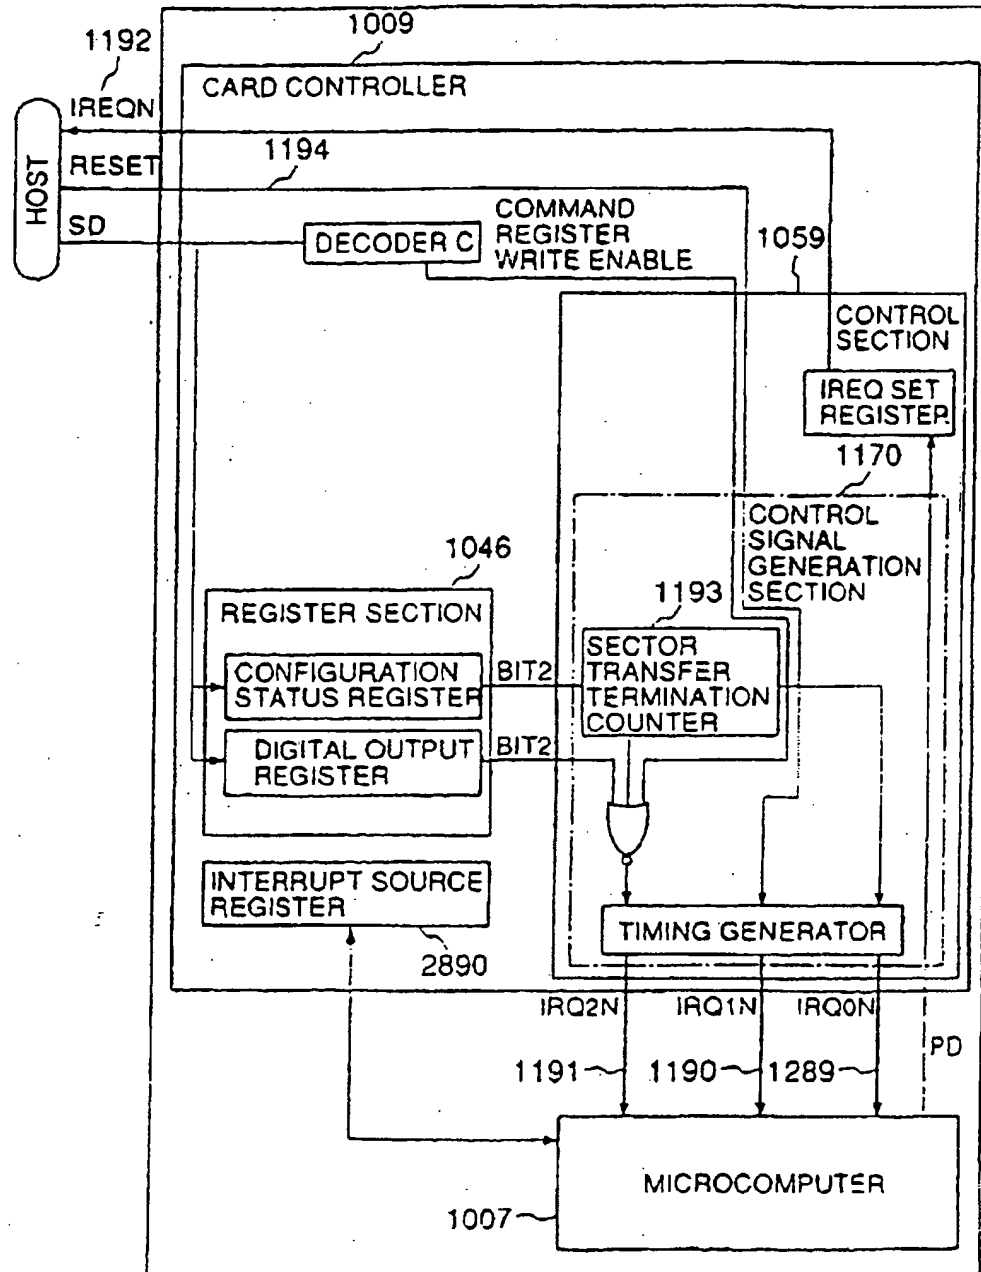 1009
1192
CARD CONTROLLER
IREQN
1194
RESET
HOST
SD
DECODER C
COMMAND
REGISTER
WRITE ENABLE
1059
CONTROL
SECTION
IREQ SET
REGISTER
1170
CONTROL
SIGNAL
GENERATION
SECTION
1046
REGISTER SECTION
1193
SECTOR
TRANSFER
TERMINATION
COUNTER
CONFIGURATION
STATUS REGISTER
BIT2
DIGITAL OUTPUT
REGISTER
BIT2
INTERRUPT SOURCE
REGISTER
2890
TIMING GENERATOR
IRQ2N
IRQ1N
IRQ0N
PD
1191
1190
1289
MICROCOMPUTER
1007